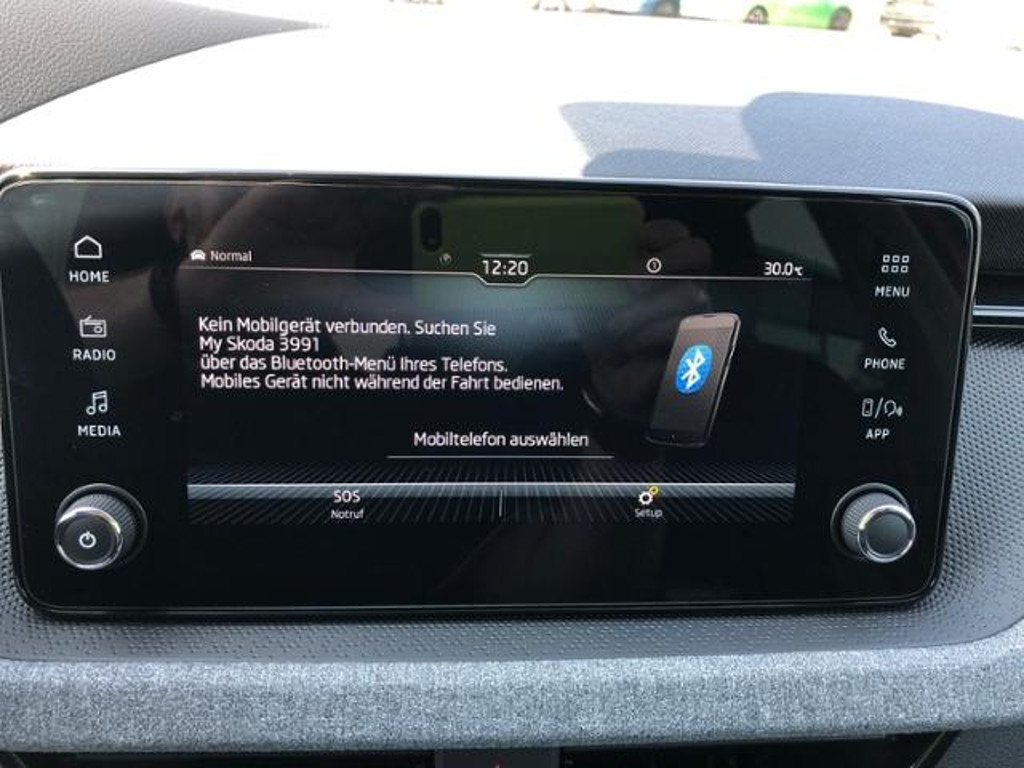 Normal
12:20
30.0℃
HOME
MENU
RADIO
Kein Mobilgerät verbunden. Suchen Sie
My Skoda 3991
über das Bluetooth-Menü Ihres Telefons.
Mobiles Gerät nicht während der Fahrt bedienen.
PHONE
MEDIA
APP
Mobiltelefon auswählen
SOS
Notruf
Setup